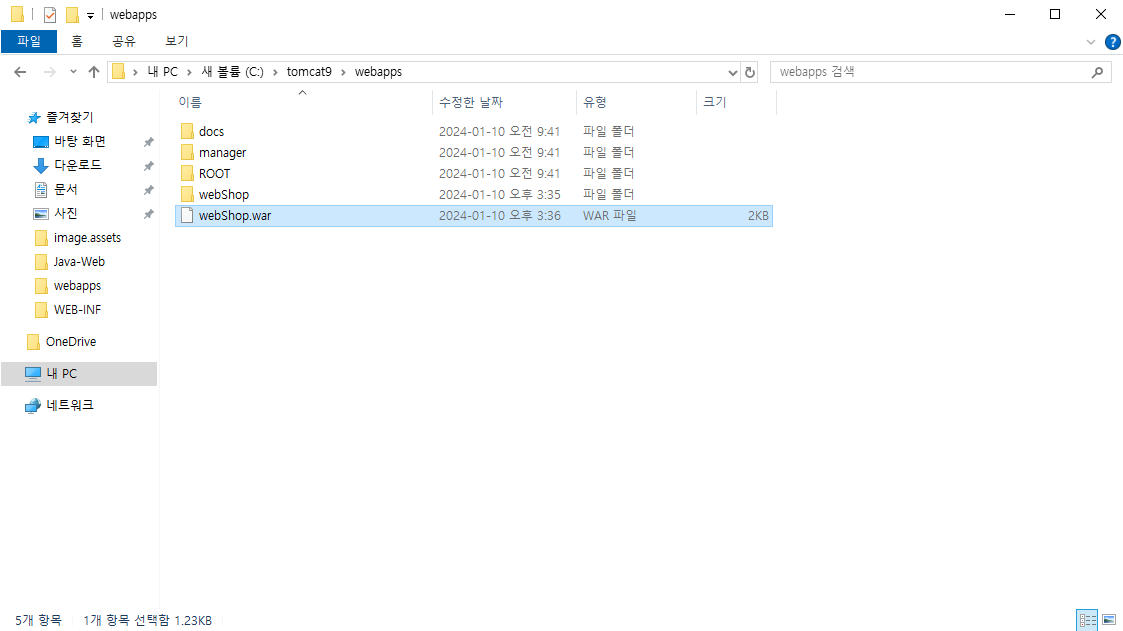 webapps
파일 홈 공유 보기
내 PC 새 볼륨 (C:) tomcat9 webapps
webapps 검색
즐겨찾기
바탕 화면
다운로드
문서
사진
image.assets
Java-Web
webapps
WEB-INF
OneDrive
내 PC
네트워크
이름 수정한 날짜 유형 크기
docs 2024-01-10 오전 9:41 파일 폴더
manager 2024-01-10 오전 9:41 파일 폴더
ROOT 2024-01-10 오전 9:41 파일 폴더
webShop 2024-01-10 오후 3:35 파일 폴더
webShop.war 2024-01-10 오후 3:36 WAR 파일 2KB
5개 항목 1개 항목 선택함 1.23KB